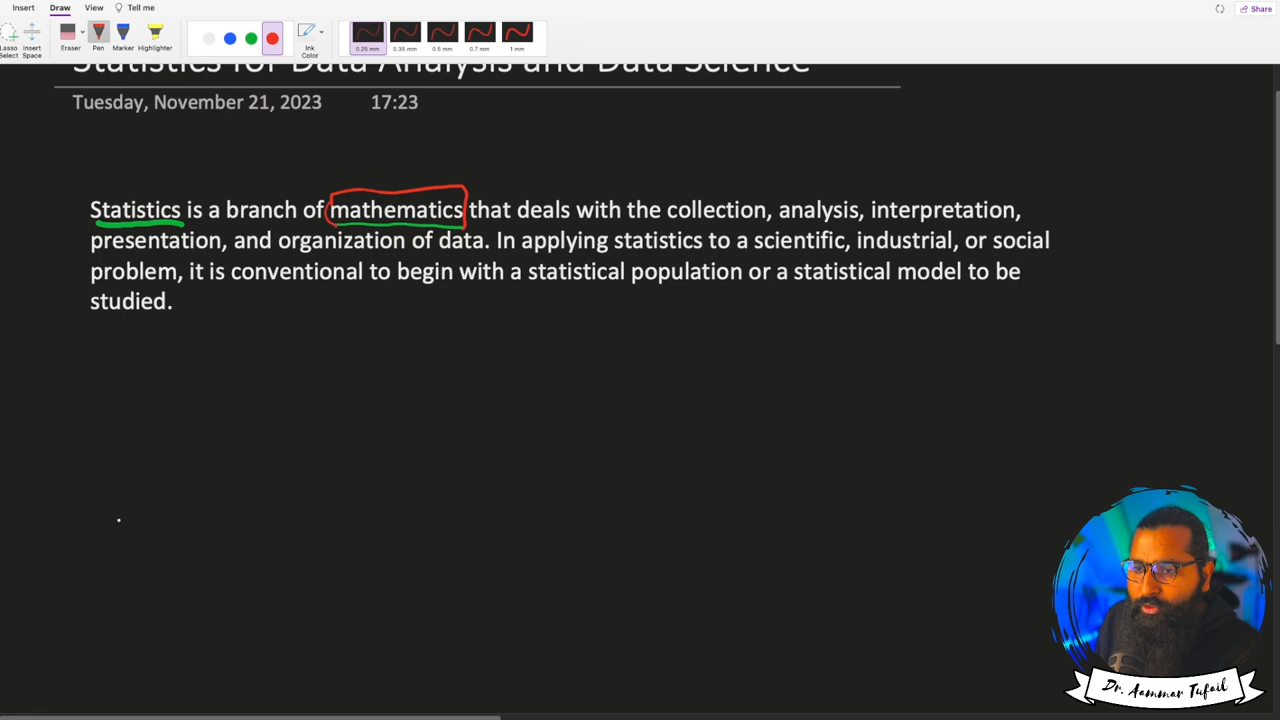 Insert Draw View Tell me
Share
Lasso Select
Insert Space
Eraser
Pen
Marker
Highlighter
Ink Color
0.25 mm
0.35 mm
0.5 mm
0.7 mm
1 mm
Statistics for Data Analysis and Data Science
Tuesday, November 21, 2023 17:23
Statistics is a branch of mathematics that deals with the collection, analysis, interpretation,
presentation, and organization of data. In applying statistics to a scientific, industrial, or social
problem, it is conventional to begin with a statistical population or a statistical model to be
studied.
Dr. Aammar Tufail